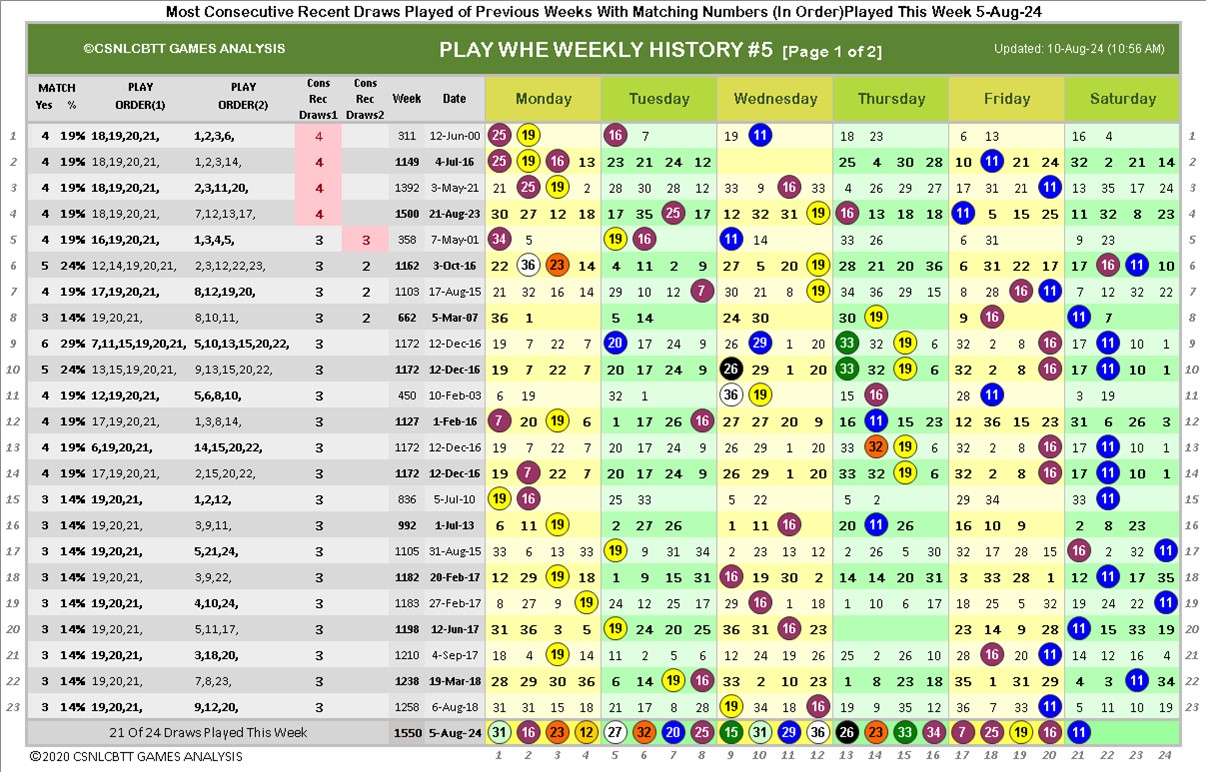 Most Consecutive Recent Draws Played of Previous Weeks With Matching Numbers (In Order)Played This Week 5-Aug-24
©CSNLCBTT GAMES ANALYSIS PLAY WHE WEEKLY HISTORY #5 [Page 1 of 2] Updated: 10-Aug-24 (10:56 AM)
MATCH Yes % PLAY ORDER(1) PLAY ORDER(2) Cons Rec Draws1 Cons Rec Draws2 Week Date Monday Tuesday Wednesday Thursday Friday Saturday
1 4 19% 18,19,20,21, 1,2,3,6, 4 311 12-Jun-00 25 19 16 7 19 11 18 23 6 13 16 4 1
2 4 19% 18,19,20,21, 1,2,3,14, 4 1149 4-Jul-16 25 19 16 13 23 21 24 12 25 4 30 28 10 11 21 24 32 2 21 14 2
3 4 19% 18,19,20,21, 2,3,11,20, 4 1392 3-May-21 21 25 19 2 28 30 28 12 33 9 16 33 4 26 29 27 17 31 21 11 13 35 17 24 3
4 4 19% 18,19,20,21, 7,12,13,17, 4 1500 21-Aug-23 30 27 12 18 17 35 25 17 12 32 31 19 16 13 18 18 11 5 15 25 11 32 8 23 4
5 4 19% 16,19,20,21, 1,3,4,5, 3 3 358 7-May-01 34 5 19 16 11 14 33 26 6 31 9 23 5
6 5 24% 12,14,19,20,21, 2,3,12,22,23, 3 2 1162 3-Oct-16 22 36 23 14 4 11 2 9 27 5 20 19 28 21 20 36 6 31 22 17 17 16 11 10 6
7 4 19% 17,19,20,21, 8,12,19,20, 3 2 1103 17-Aug-15 21 32 16 14 29 10 12 7 30 21 8 19 34 36 29 15 8 28 16 11 7 12 32 22 7
8 3 14% 19,20,21, 8,10,11, 3 662 5-Mar-07 36 1 5 14 24 30 30 19 9 16 11 7 8
9 6 29% 7,11,15,19,20,21, 5,10,13,15,20,22, 3 1172 12-Dec-16 19 7 22 7 20 17 24 9 26 29 1 20 33 32 19 6 32 2 8 16 17 11 10 1 9
10 5 24% 13,15,19,20,21, 9,13,15,20,22, 3 1172 12-Dec-16 19 7 22 7 20 17 24 9 26 29 1 20 33 32 19 6 32 2 8 16 17 11 10 1 10
11 4 19% 12,19,20,21, 5,6,8,10, 3 450 10-Feb-03 6 19 32 1 36 19 15 16 28 11 3 19 11
12 4 19% 17,19,20,21, 1,3,8,14, 3 1127 1-Feb-16 7 20 19 6 1 17 26 16 27 27 20 9 16 11 15 23 12 36 15 23 31 6 26 3 12
13 4 19% 6,19,20,21, 14,15,20,22, 3 1172 12-Dec-16 19 7 22 7 20 17 24 9 26 29 1 20 33 32 19 6 32 2 8 16 17 11 10 1 13
14 4 19% 17,19,20,21, 2,15,20,22, 3 1172 12-Dec-16 19 7 22 7 20 17 24 9 26 29 1 20 33 32 19 6 32 2 8 16 17 11 10 1 14
15 3 14% 19,20,21, 1,2,12, 3 836 5-Jul-10 19 16 25 33 5 22 5 2 29 34 33 11 15
16 3 14% 19,20,21, 3,9,11, 3 992 1-Jul-13 6 11 19 2 27 26 1 11 16 20 11 26 16 10 9 2 8 23 16
17 3 14% 19,20,21, 5,21,24, 3 1105 31-Aug-15 33 6 13 33 19 9 31 34 2 23 13 12 2 26 5 30 32 17 28 15 16 2 32 11 17
18 3 14% 19,20,21, 3,9,22, 3 1182 20-Feb-17 12 29 19 18 1 9 15 31 16 19 30 2 14 14 20 31 3 33 28 1 12 11 17 35 18
19 3 14% 19,20,21, 4,10,24, 3 1183 27-Feb-17 8 27 9 19 24 12 25 17 29 16 1 18 1 10 6 17 18 25 5 32 19 24 22 11 19
20 3 14% 19,20,21, 5,11,17, 3 1198 12-Jun-17 31 36 3 5 19 24 20 25 36 31 16 23 23 14 9 28 11 15 33 19 20
21 3 14% 19,20,21, 3,18,20, 3 1210 4-Sep-17 18 4 19 14 11 2 5 6 12 24 19 26 25 2 26 10 28 16 20 11 14 12 16 4 21
22 3 14% 19,20,21, 7,8,23, 3 1238 19-Mar-18 28 29 30 36 6 14 19 16 33 2 10 23 1 8 23 18 35 1 31 29 4 3 11 34 22
23 3 14% 19,20,21, 9,12,20, 3 1258 6-Aug-18 31 31 15 18 21 17 8 28 19 34 18 16 19 9 35 12 36 7 33 11 5 11 10 19 23
21 Of 24 Draws Played This Week 1550 5-Aug-24 31 16 23 12 27 32 20 25 15 31 29 36 26 23 33 34 7 25 19 16 11
©2020 CSNLCBTT GAMES ANALYSIS 1 2 3 4 5 6 7 8 9 10 11 12 13 14 15 16 17 18 19 20 21 22 23 24